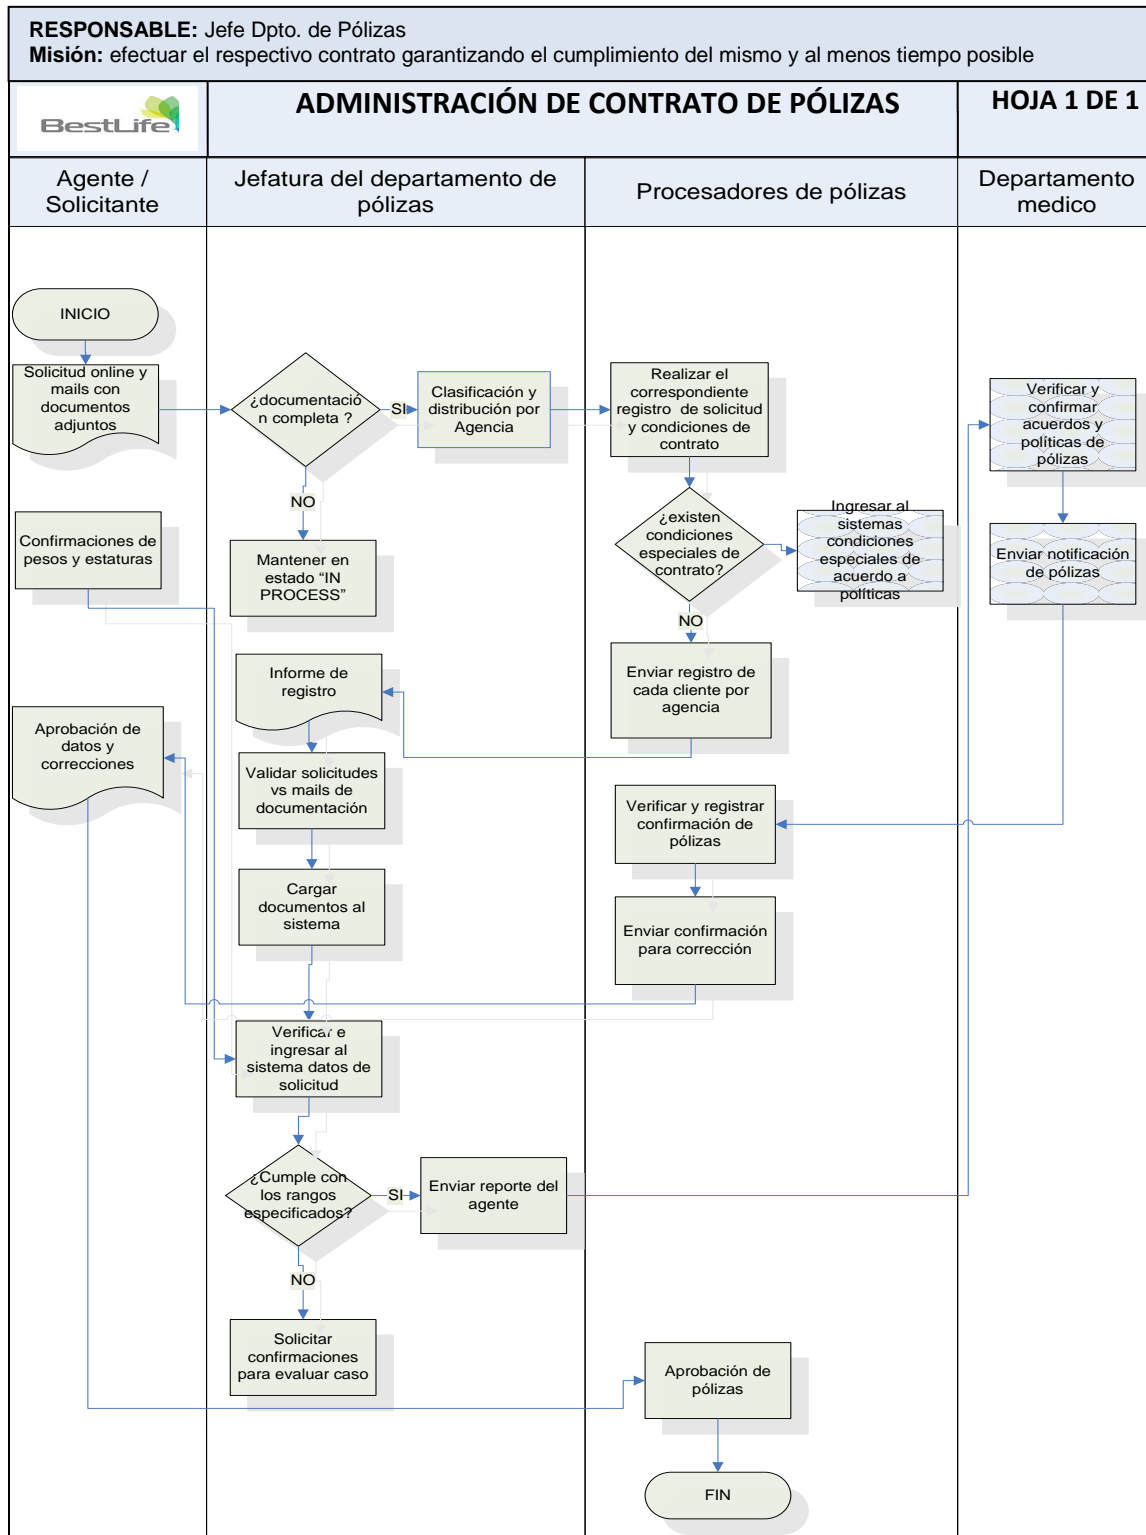 RESPONSABLE: Jefe Dpto. de Pólizas
Misión: efectuar el respectivo contrato garantizando el cumplimiento del mismo y al menos tiempo posible
BestLife
ADMINISTRACIÓN DE CONTRATO DE PÓLIZAS
HOJA 1 DE 1
Agente /
Solicitante
Jefatura del departamento de
pólizas
Procesadores de pólizas
Departamento
medico
INICIO
Solicitud online y
mails con
documentos
adjuntos
¿documentació
n completa ?
SI
Clasificación y
distribución por
Agencia
Realizar el
correspondiente
registro de solicitud
y condiciones de
contrato
Verificar y
confirmar
acuerdos y
políticas de
pólizas
NO
Confirmaciones de
pesos y estaturas
Mantener en
estado “IN
PROCESS”
¿existen
condiciones
especiales de
contrato?
Ingresar al
sistemas
condiciones
especiales de
acuerdo a
políticas
Enviar notificación
de pólizas
NO
Informe de
registro
Enviar registro de
cada cliente por
agencia
Aprobación de
datos y
correcciones
Validar solicitudes
vs mails de
documentación
Verificar y registrar
confirmación de
pólizas
Cargar
documentos al
sistema
Enviar confirmación
para corrección
Verificar e
ingresar al
sistema datos de
solicitud
¿Cumple con
los rangos
especificados?
SI
Enviar reporte del
agente
NO
Solicitar
confirmaciones
para evaluar caso
Aprobación de
pólizas
FIN